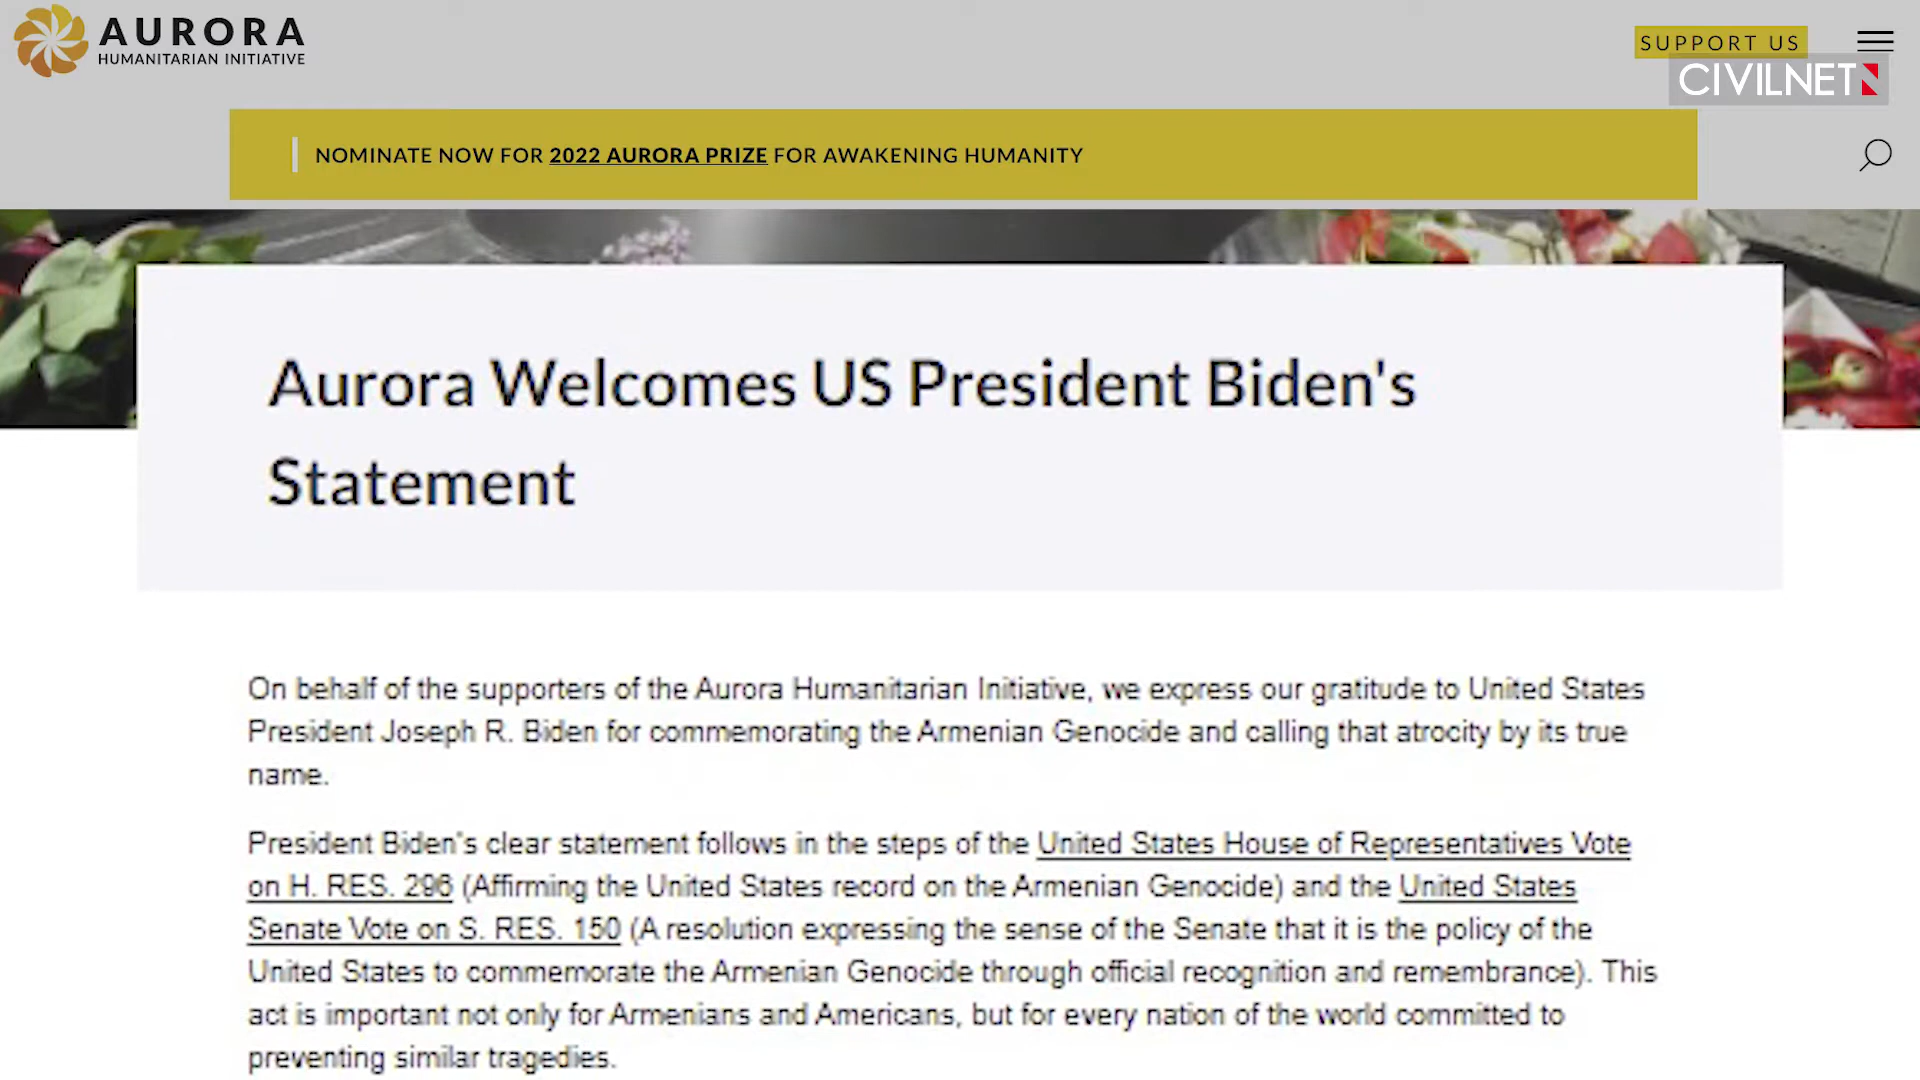 AURORA
HUMANITARIAN INITIATIVE
SUPPORT US
CIVILNET
NOMINATE NOW FOR 2022 AURORA PRIZE FOR AWAKENING HUMANITY
Aurora Welcomes US President Biden's
Statement
On behalf of the supporters of the Aurora Humanitarian Initiative, we express our gratitude to United States
President Joseph R. Biden for commemorating the Armenian Genocide and calling that atrocity by its true
name.
President Biden's clear statement follows in the steps of the United States House of Representatives Vote
on H. RES. 296 (Affirming the United States record on the Armenian Genocide) and the United States
Senate Vote on S. RES. 150 (A resolution expressing the sense of the Senate that it is the policy of the
United States to commemorate the Armenian Genocide through official recognition and remembrance). This
act is important not only for Armenians and Americans, but for every nation of the world committed to
preventing similar tragedies.